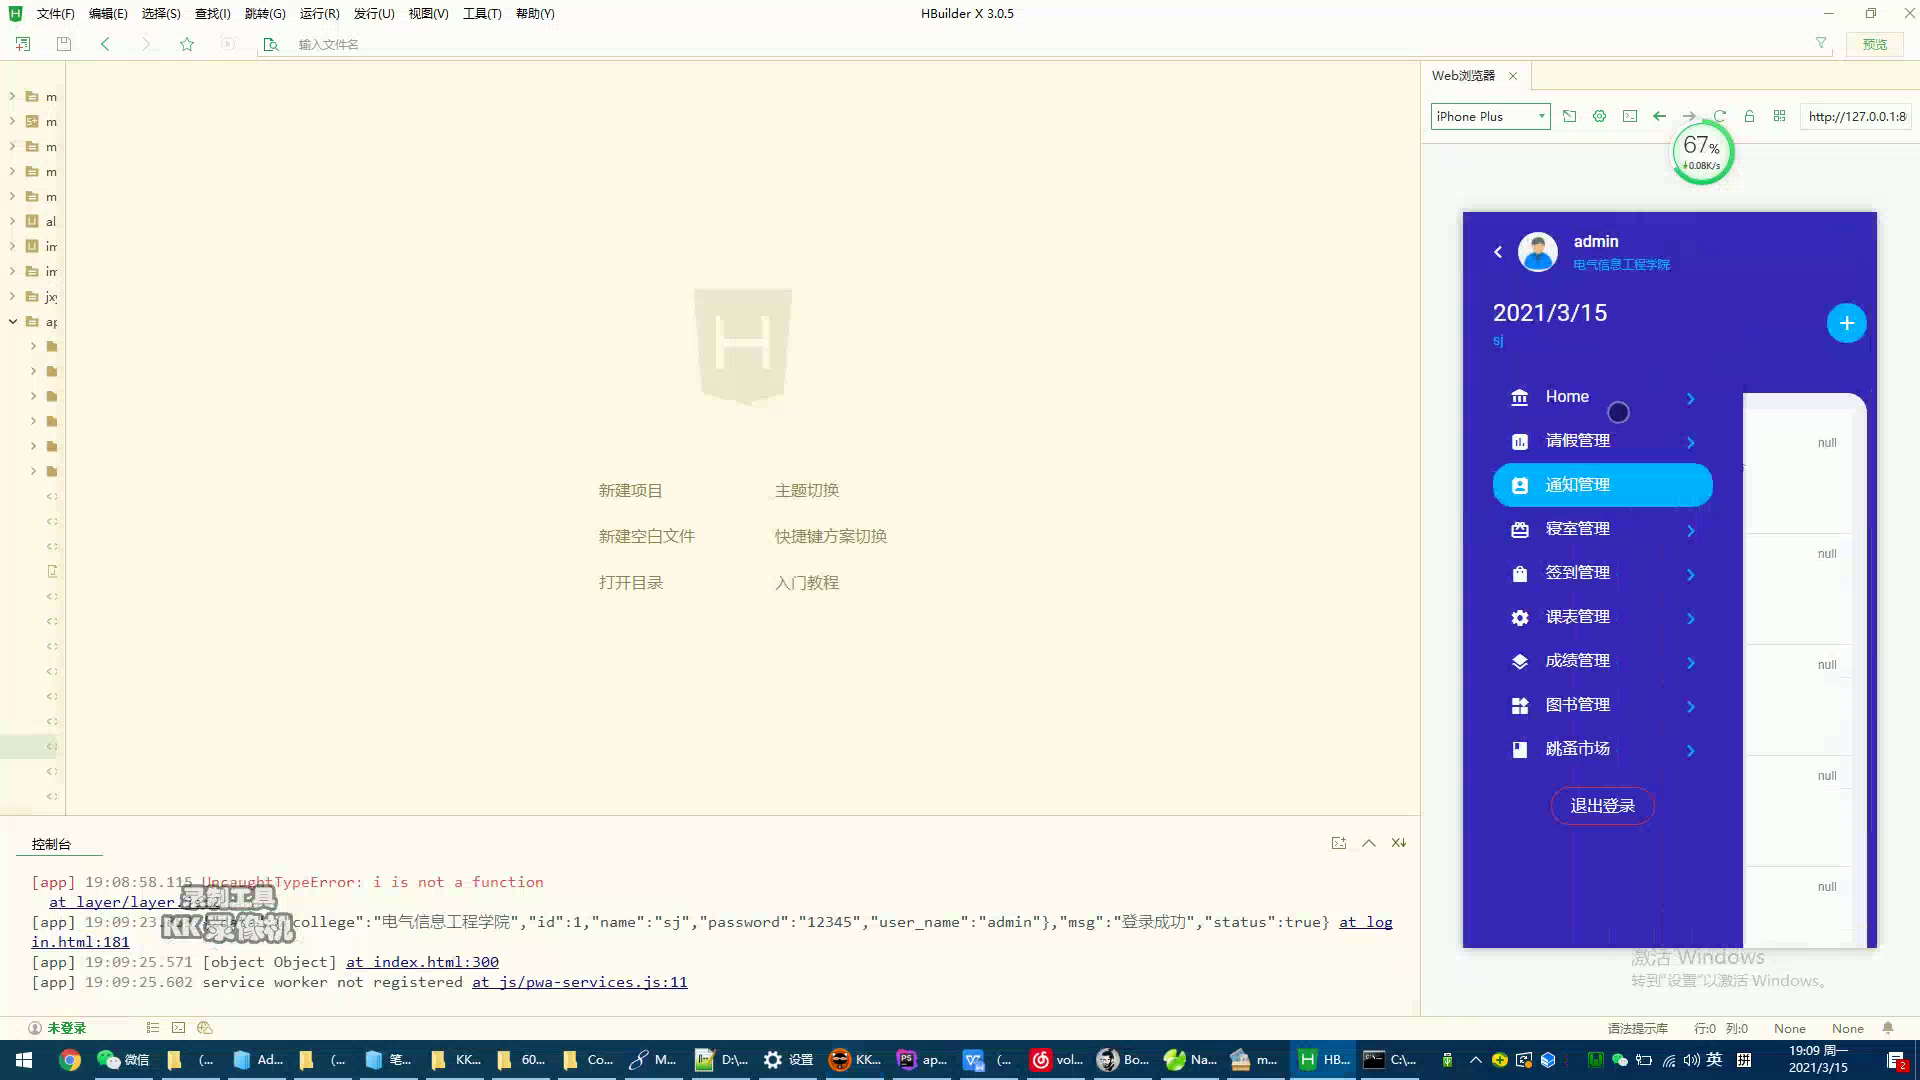 文件(F) 编辑(E) 选择(S) 查找(I) 跳转(G) 运行(R) 发行(U) 视图(V) 工具(T) 帮助(Y)
HBuilder X 3.0.5
输入文件名
预览
m
m
m
m
m
al
im
im
jxy
ap
新建项目
主题切换
新建空白文件
快捷键方案切换
打开目录
入门教程
Web浏览器
iPhone Plus
http://127.0.0.1:8
67%
0.08K/s
admin
电气信息工程学院
2021/3/15
sj
Home
请假管理
通知管理
寝室管理
签到管理
课表管理
成绩管理
图书管理
跳蚤市场
退出登录
null
null
null
null
null
激活 Windows
转到"设置"以激活 Windows。
控制台
[app] 19:08:58.115 UncaughtTypeError: i is not a function
at layer/layer.
录制工具
KK录像机
[app] 19:09:23. college":"电气信息工程学院","id":1,"name":"sj","password":"12345","user_name":"admin"},"msg":"登录成功","status":true} at log
in.html:181
[app] 19:09:25.571 [object Object] at index.html:300
[app] 19:09:25.602 service worker not registered at js/pwa-services.js:11
未登录
语法提示库 行:0 列:0 None None
微信 (... Ad... (... 笔... KK... 60... Co... M... D:\... 设置 KK... ap... (... vol... Bo... Na... m... HB... C:\...
英
拼
19:09 周一
2021/3/15
2